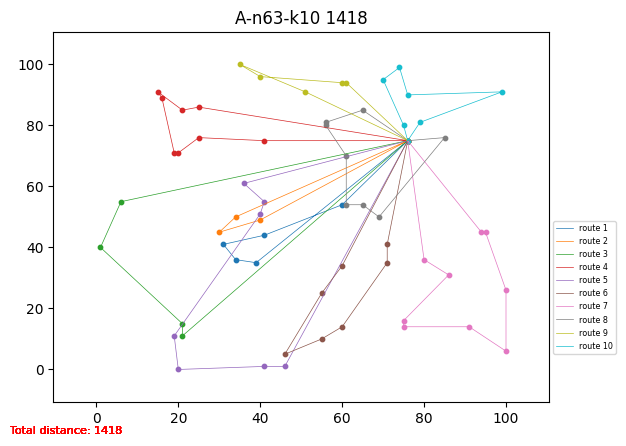 A-n63-k10 1418
100
80
60
40
20
0
0
20
40
60
80
100
route 1
route 2
route 3
route 4
route 5
route 6
route 7
route 8
route 9
route 10
Total distance: 1418